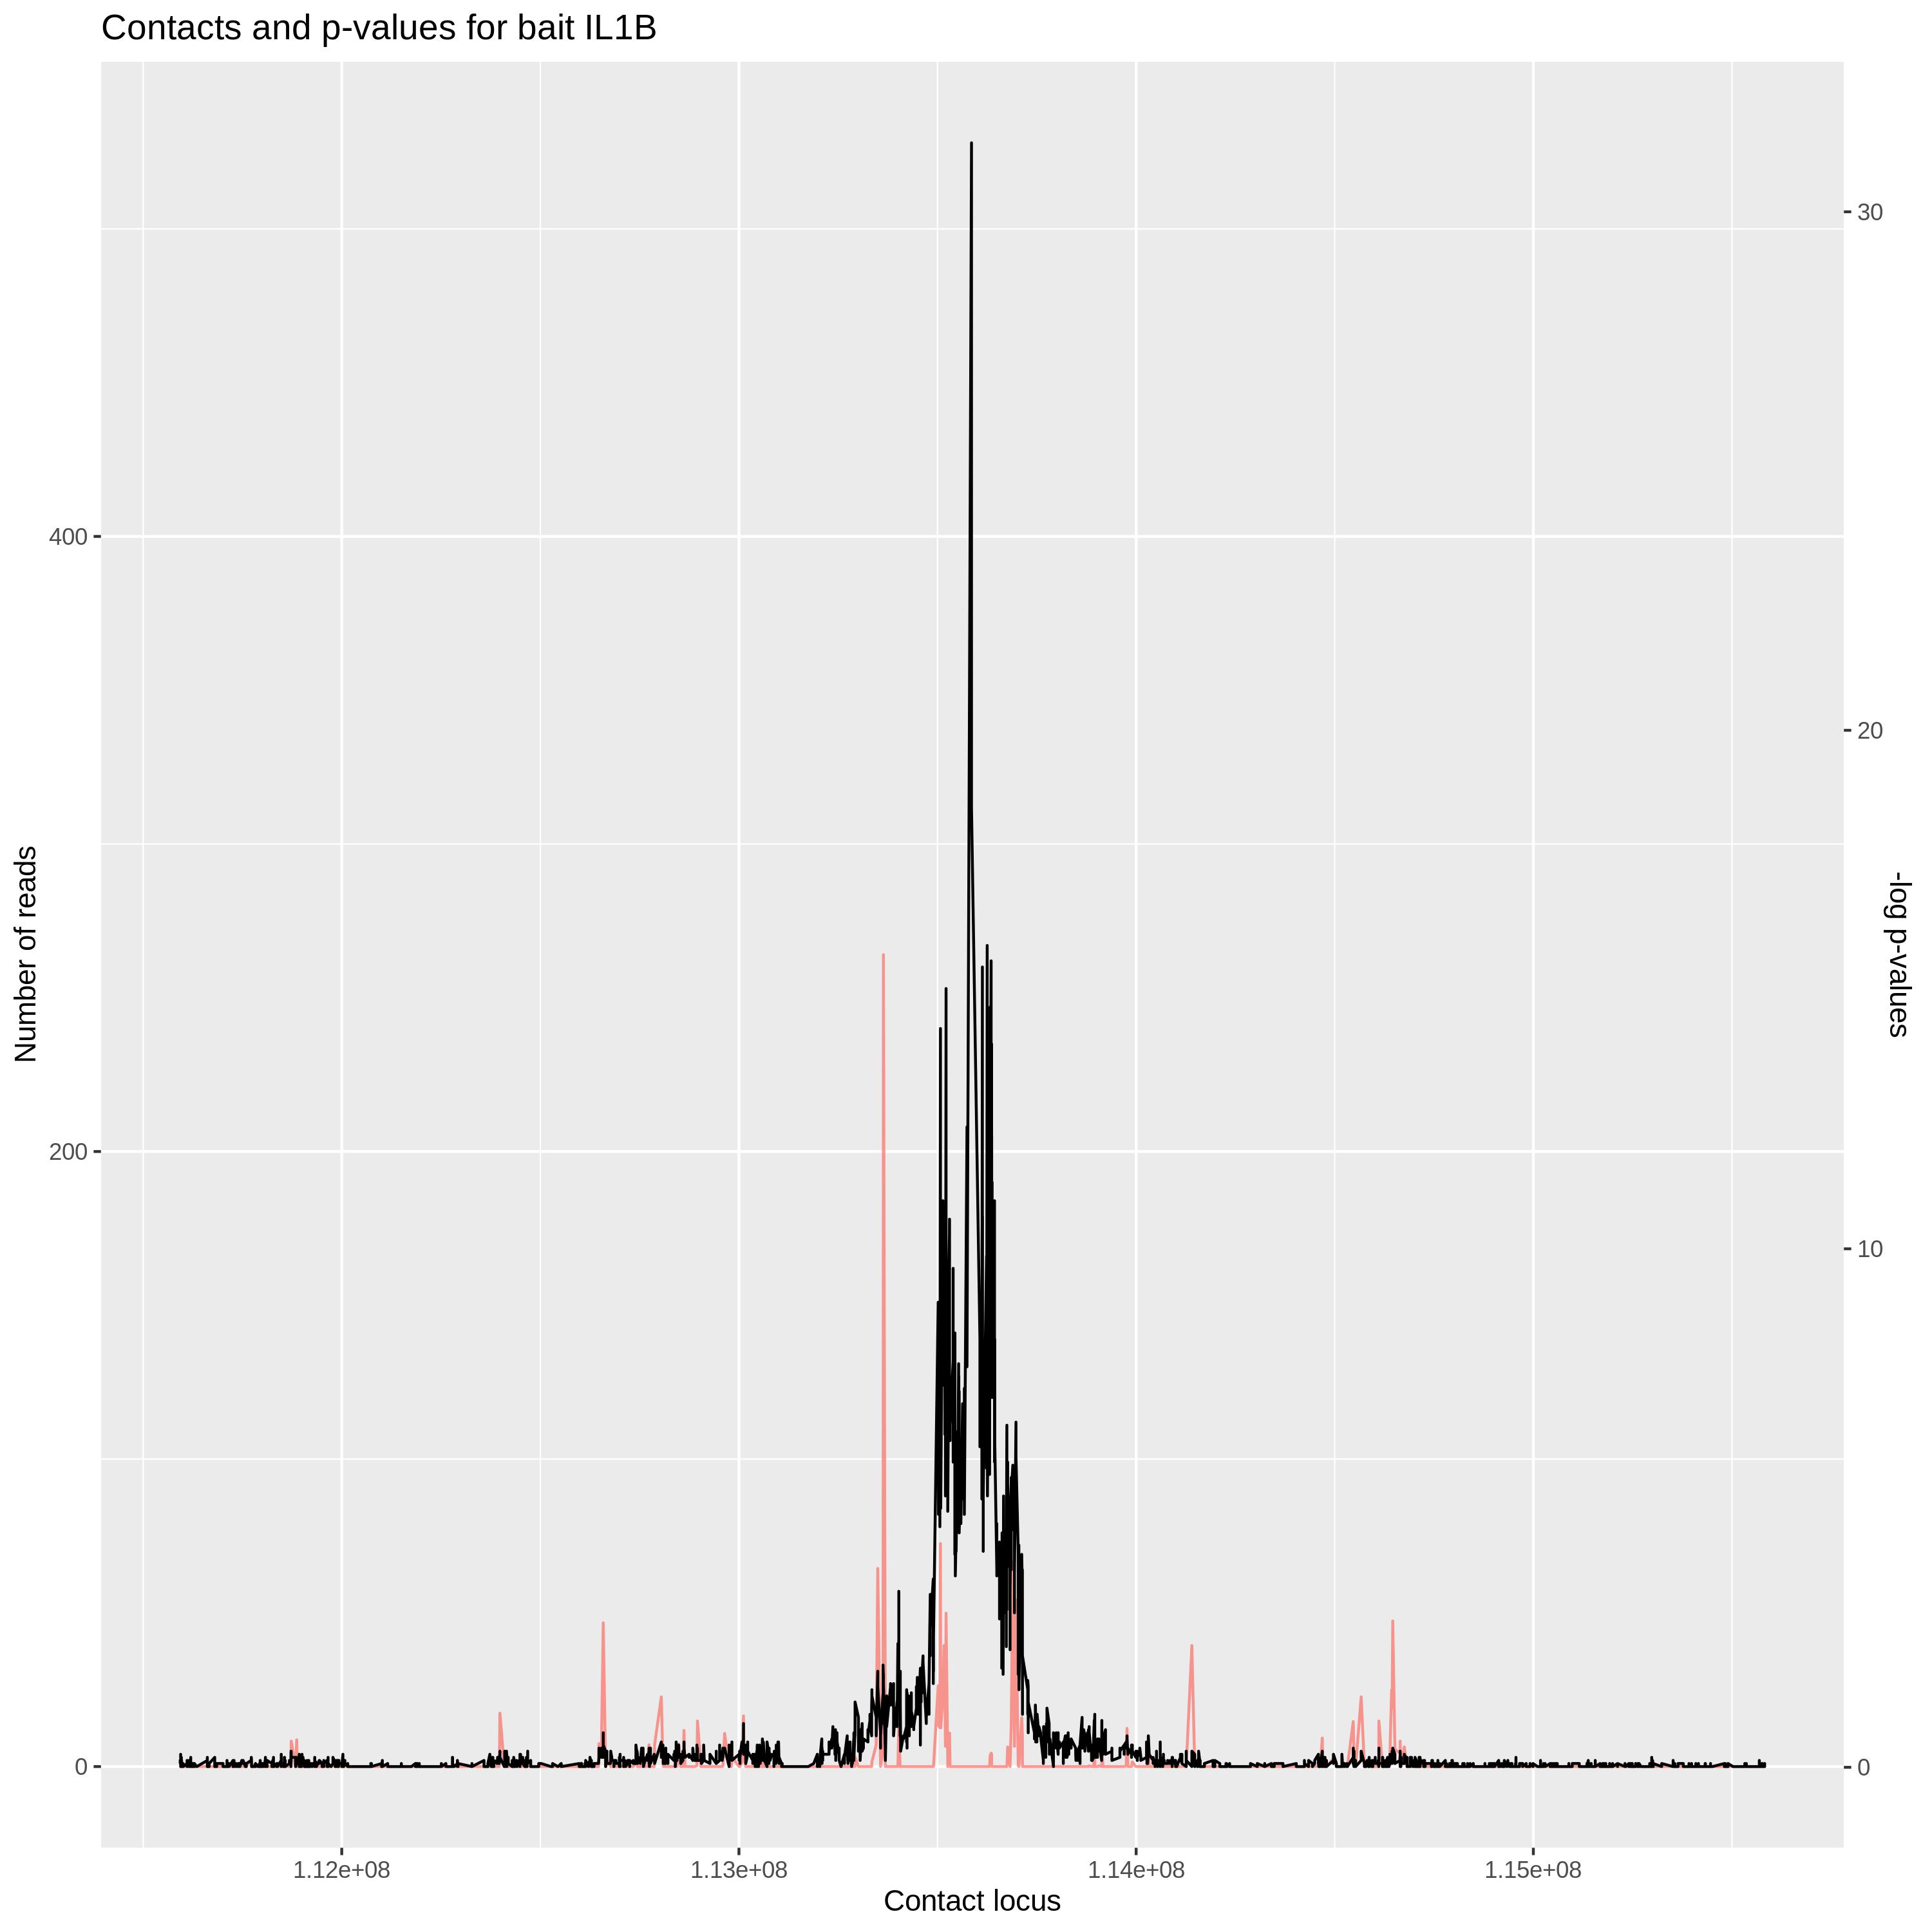 Contacts and p-values for bait IL1B
Number of reads
400
200
0
30
20
10
0
-log p-values
1.12e+08
1.13e+08
1.14e+08
1.15e+08
Contact locus